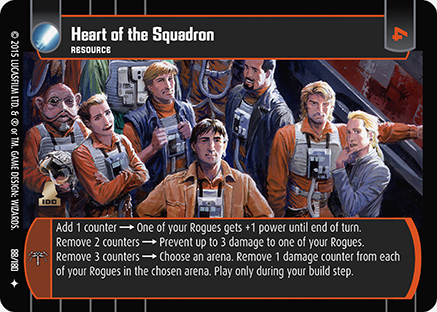 Heart of the Squadron
RESOURCE
4
Add 1 counter → One of your Rogues gets +1 power until end of turn.
Remove 2 counters → Prevent up to 3 damage to one of your Rogues.
Remove 3 counters → Choose an arena. Remove 1 damage counter from each
of your Rogues in the chosen arena. Play only during your build step.
© 2015 LUCASFILM LTD. & ® or TM. GAME DESIGN: WIZARDS.